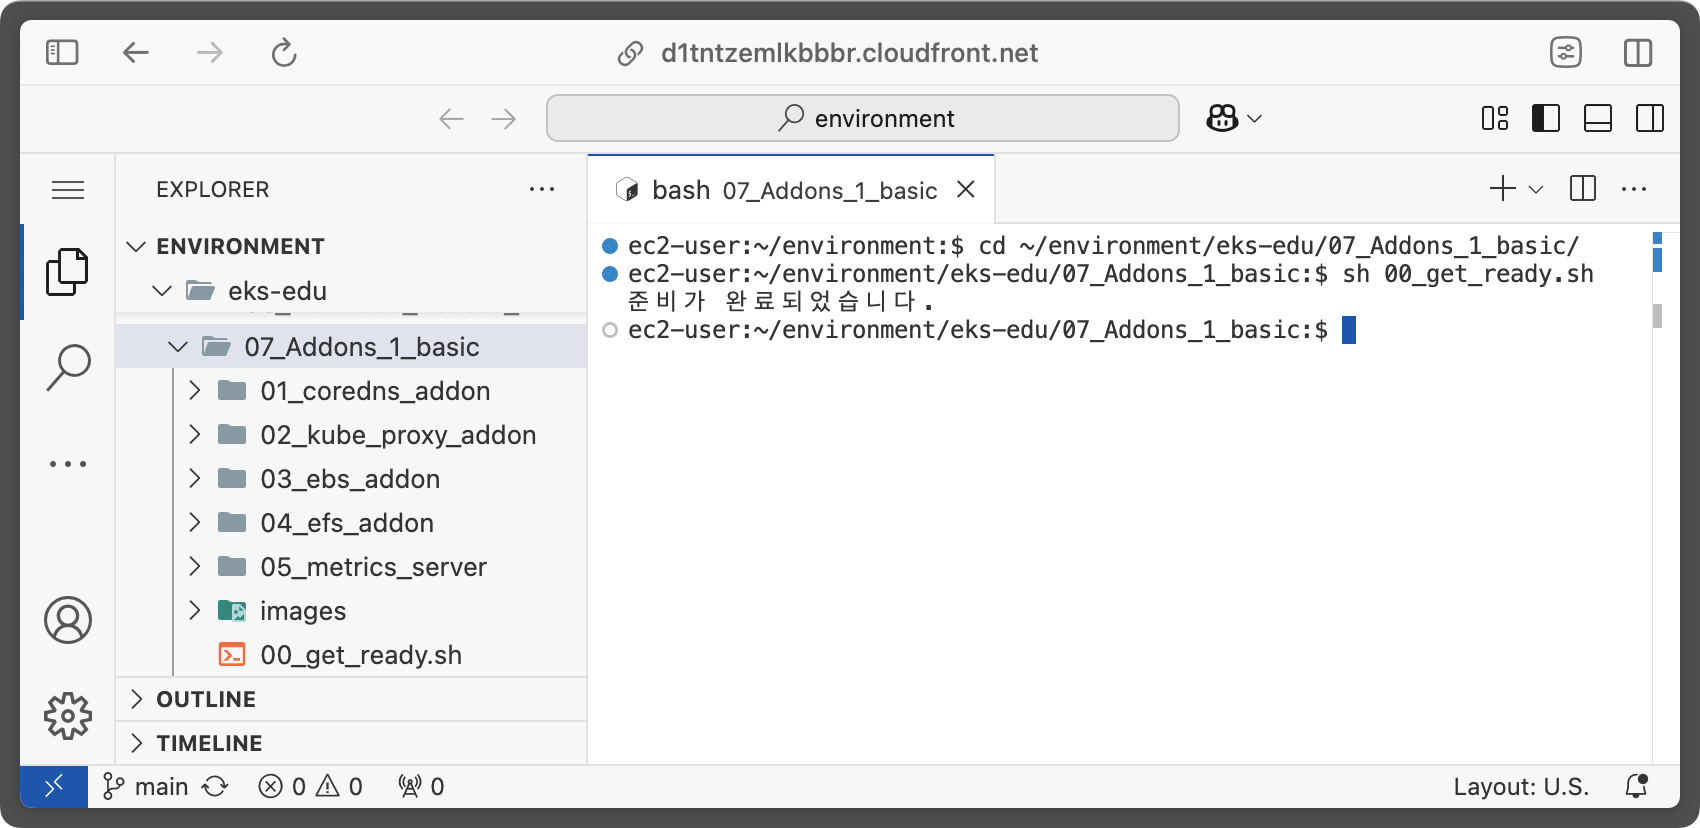 d1tntzemlkbbbr.cloudfront.net
environment
EXPLORER
ENVIRONMENT
eks-edu
07_Addons_1_basic
01_coredns_addon
02_kube_proxy_addon
03_ebs_addon
04_efs_addon
05_metrics_server
images
00_get_ready.sh
OUTLINE
TIMELINE
bash 07_Addons_1_basic
ec2-user:~/environment:$ cd ~/environment/eks-edu/07_Addons_1_basic/
ec2-user:~/environment/eks-edu/07_Addons_1_basic:$ sh 00_get_ready.sh
준비가 완료되었습니다.
ec2-user:~/environment/eks-edu/07_Addons_1_basic:$
main 0 0 0
Layout: U.S.